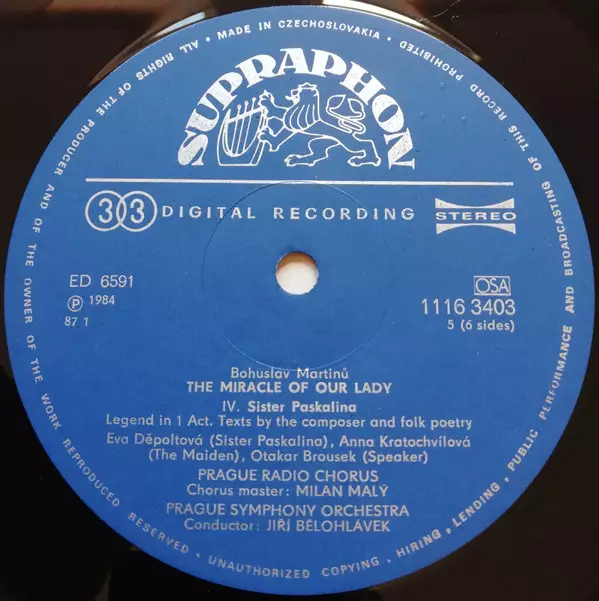 ALL RIGHTS OF THE PRODUCER AND OF THE OWNER OF THE WORK REPRODUCED RESERVED • UNAUTHORIZED COPYING, HIRING, LENDING, PUBLIC PERFORMANCE AND BROADCASTING OF THIS RECORD PROHIBITED • MADE IN CZECHOSLOVAKIA •
SUPRAPHON
33 DIGITAL RECORDING STEREO
ED 6591
Ⓟ 1984
87 1
OSA
1116 3403
5 (6 sides)
Bohuslav Martinů
THE MIRACLE OF OUR LADY
IV. Sister Paskalina
Legend in 1 Act. Texts by the composer and folk poetry
Eva Děpoltová (Sister Paskalina), Anna Kratochvílová
(The Maiden), Otakar Brousek (Speaker)
PRAGUE RADIO CHORUS
Chorus master: MILAN MALÝ
PRAGUE SYMPHONY ORCHESTRA
Conductor: JIŘÍ BĚLOHLÁVEK